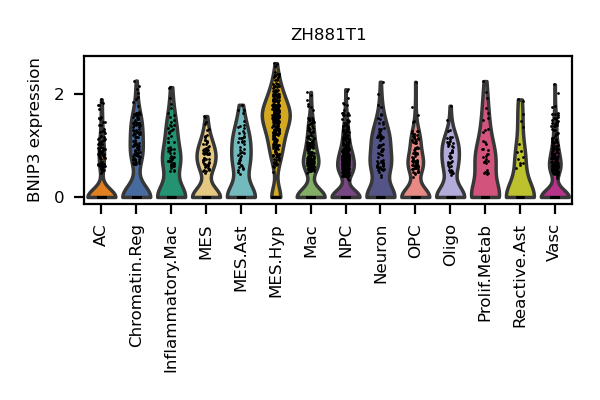 ZH881T1
BNIP3 expression
2
0
AC
Chromatin.Reg
Inflammatory.Mac
MES
MES.Ast
MES.Hyp
Mac
NPC
Neuron
OPC
Oligo
Prolif.Metab
Reactive.Ast
Vasc